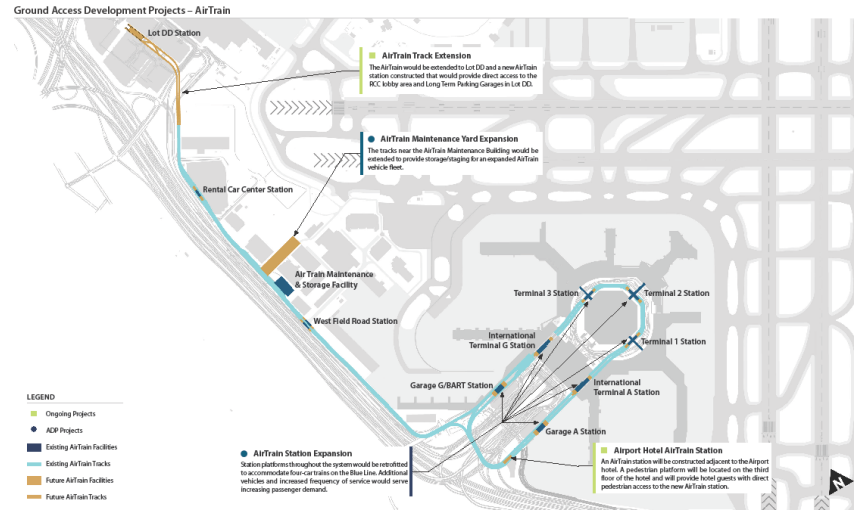 Ground Access Development Projects – AirTrain
Lot DD Station
AirTrain Track Extension
The AirTrain would be extended to Lot DD and a new AirTrain
station constructed that would provide direct access to the
RCC lobby area and Long Term Parking Garages in Lot DD.
AirTrain Maintenance Yard Expansion
The tracks near the AirTrain Maintenance Building would be
extended to provide storage/staging for an expanded AirTrain
vehicle fleet.
Rental Car Center Station
Air Train Maintenance
& Storage Facility
West Field Road Station
Terminal 3 Station
Terminal 2 Station
International
Terminal G Station
Terminal 1 Station
Garage G/BART Station
International
Terminal A Station
Garage A Station
LEGEND
Ongoing Projects
ADP Projects
Existing AirTrain Facilities
Existing AirTrain Tracks
Future AirTrain Facilities
Future AirTrain Tracks
AirTrain Station Expansion
Station platforms throughout the system would be retrofitted
to accommodate four-car trains on the Blue Line. Additional
vehicles and increased frequency of service would serve
increasing passenger demand.
Airport Hotel AirTrain Station
An AirTrain station will be constructed adjacent to the Airport
hotel. A pedestrian platform will be located on the third
floor of the hotel and will provide hotel guests with direct
pedestrian access to the new AirTrain station.
N